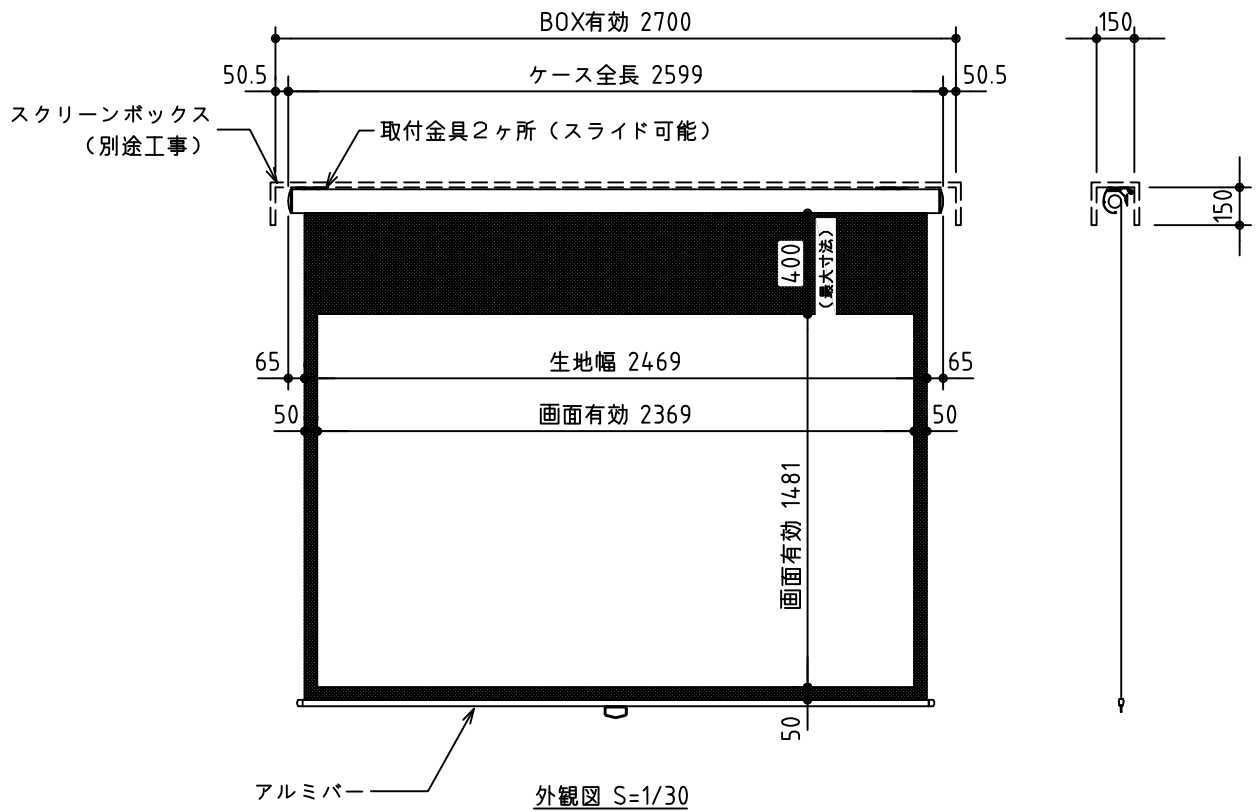 BOX有効 2700
150
50.5
ケース全長 2599
50.5
スクリーンボックス
（別途工事）
取付金具２ヶ所（スライド可能）
150
400
（最大寸法）
65
生地幅 2469
65
50
画面有効 2369
50
画面有効 1481
50
アルミバー
外観図 S=1/30